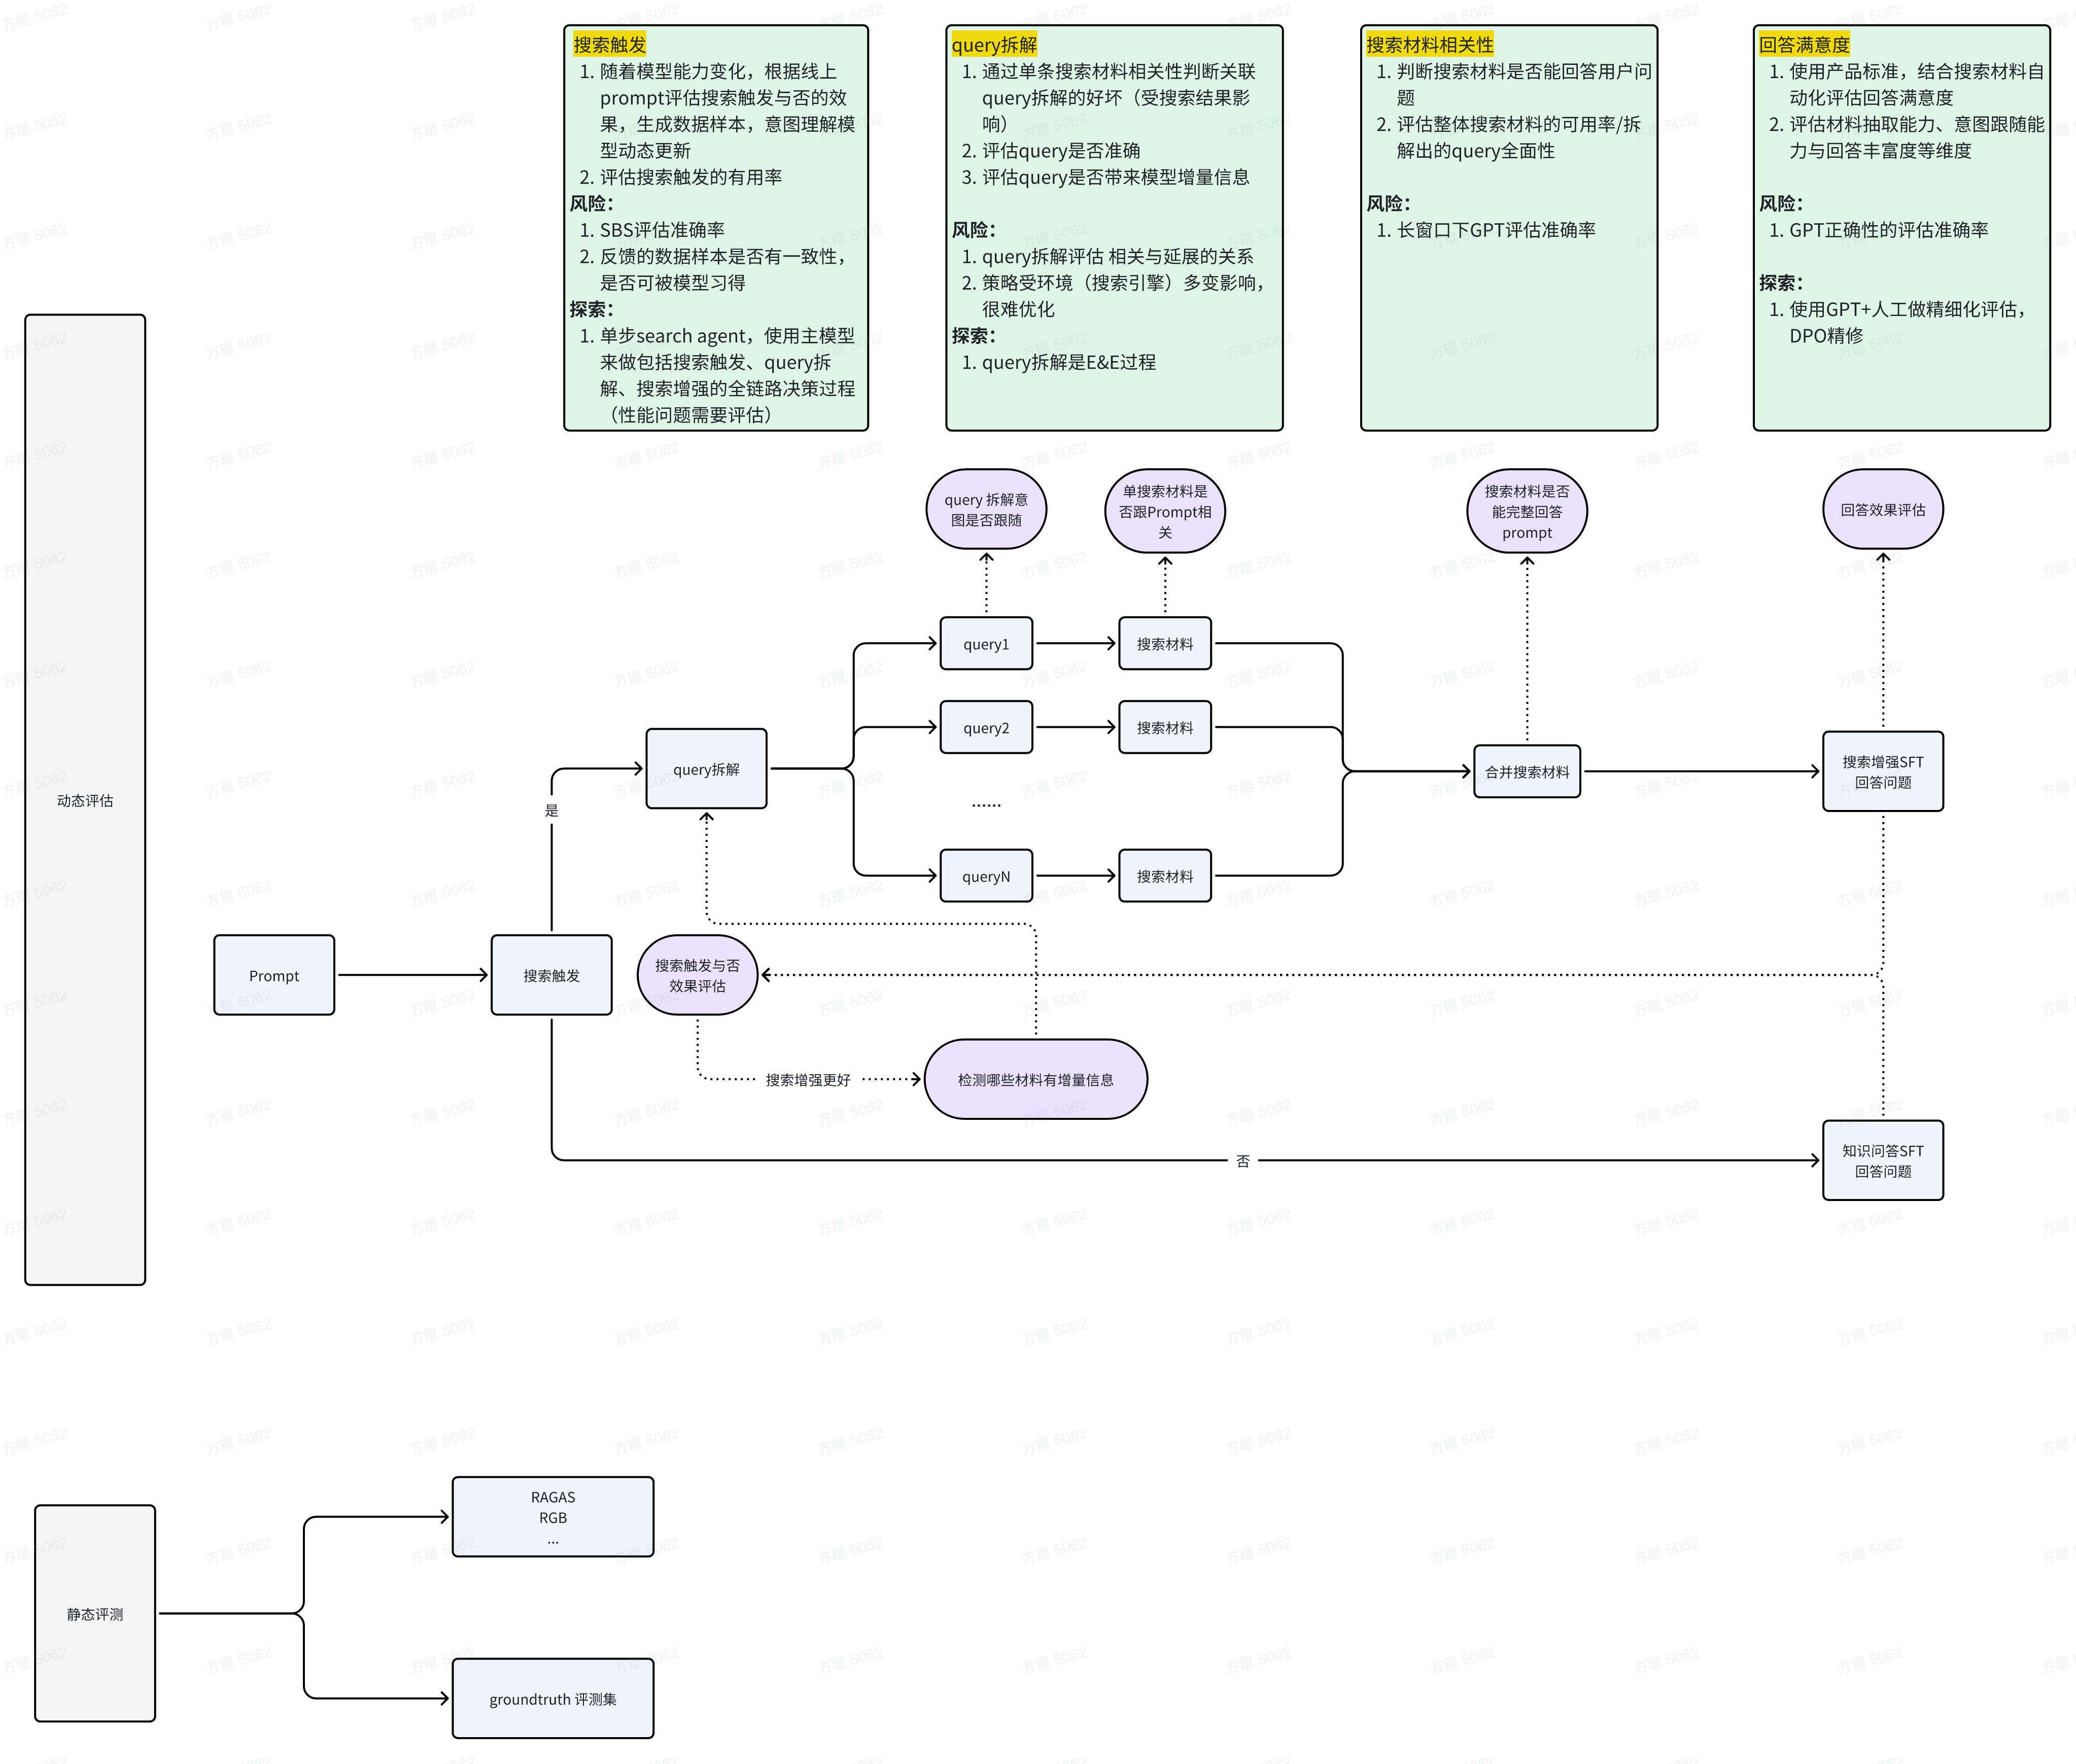 搜索触发
1. 随着模型能力变化，根据线上
prompt评估搜索触发与否的效
果，生成数据样本，意图理解模
型动态更新
2. 评估搜索触发的有用率
风险：
1. SBS评估准确率
2. 反馈的数据样本是否有一致性，
是否可被模型习得
探索：
1. 单步search agent，使用主模型
来做包括搜索触发、query拆
解、搜索增强的全链路决策过程
（性能问题需要评估）
query拆解
1. 通过单条搜索材料相关性判断关联
query拆解的好坏（受搜索结果影
响）
2. 评估query是否准确
3. 评估query是否带来模型增量信息
风险：
1. query拆解评估 相关与延展的关系
2. 策略受环境（搜索引擎）多变影响，
很难优化
探索：
1. query拆解是E&E过程
搜索材料相关性
1. 判断搜索材料是否能回答用户问
题
2. 评估整体搜索材料的可用率/拆
解出的query全面性
风险：
1. 长窗口下GPT评估准确率
回答满意度
1. 使用产品标准，结合搜索材料自
动化评估回答满意度
2. 评估材料抽取能力、意图跟随能
力与回答丰富度等维度
风险：
1. GPT正确性的评估准确率
探索：
1. 使用GPT+人工做精细化评估，
DPO精修
动态评估
query 拆解意
图是否跟随
单搜索材料是
否跟Prompt相
关
搜索材料是否
能完整回答
prompt
回答效果评估
query1
搜索材料
query2
搜索材料
query拆解
合并搜索材料
搜索增强SFT
回答问题
是
......
queryN
搜索材料
Prompt
搜索触发
搜索触发与否
效果评估
搜索增强更好
检测哪些材料有增量信息
否
知识问答SFT
回答问题
静态评测
RAGAS
RGB
...
groundtruth 评测集
方琨 5062